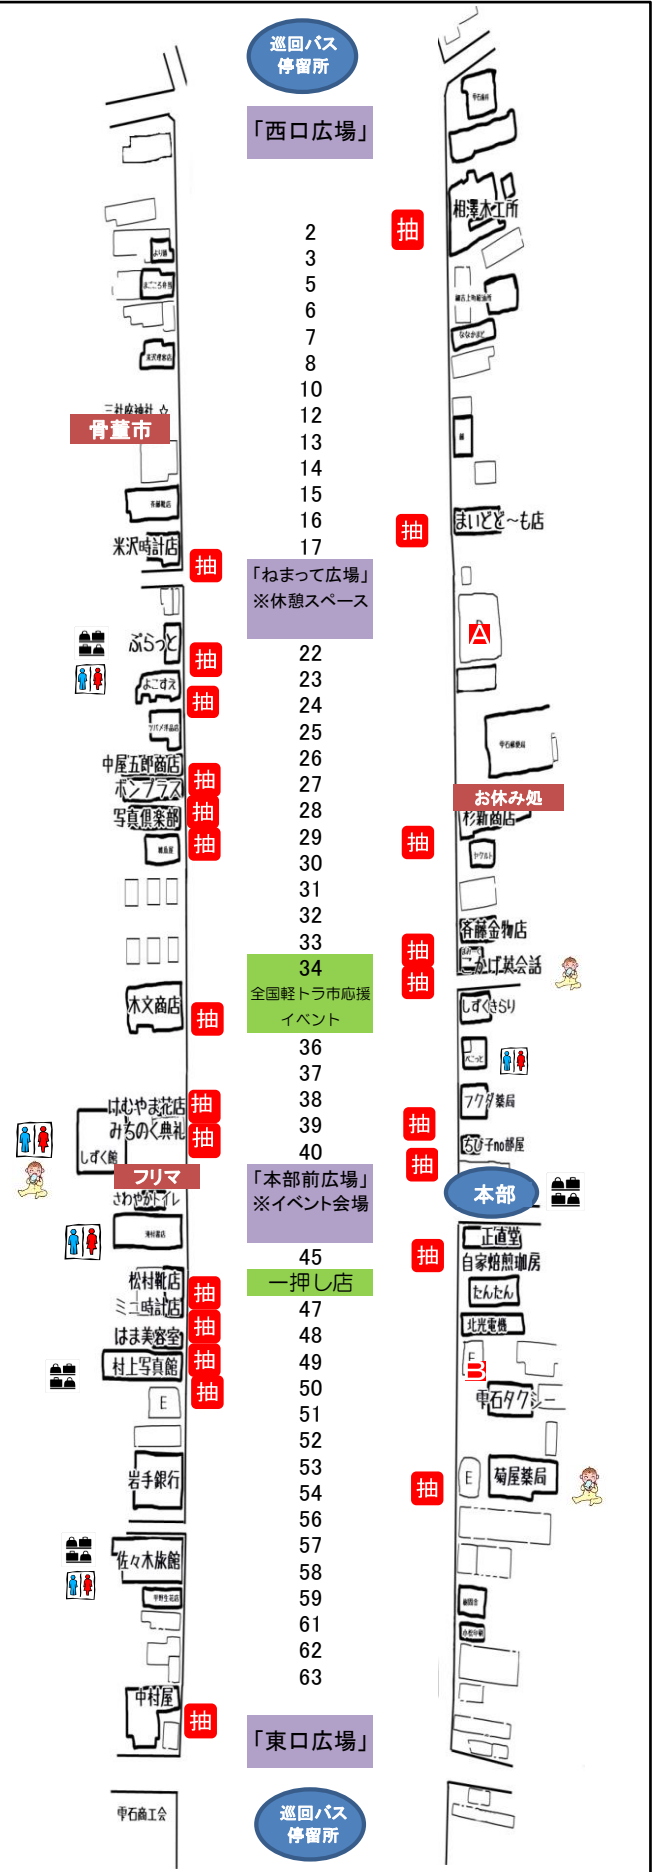 巡回バス
停留所
「西口広場」
相澤木工所
抽
2
3
5
6
7
8
10
12
13
14
15
16
17
骨董市
米沢時計店
抽
まいどど～も店
抽
「ねまって広場」
※休憩スペース
A
ぷらっと
抽
よこすえ
抽
22
23
24
25
26
27
28
29
30
31
32
33
中屋五郎商店
ボンプラス
抽
写真倶楽部
抽
抽
お休み処
杉新商店
抽
ヤクルト
斉藤金物店
抽
こかげ英会話
抽
34
全国軽トラ市応援
イベント
木文商店
抽
しずくきらり
フクダ薬局
36
37
38
39
40
はむやま花店
抽
みちのく典礼
抽
しずく館
フリマ
さわやかトイレ
抽
ちび子no部屋
抽
本部
「本部前広場」
※イベント会場
45
一押し店
正直堂
抽
自家焙煎珈房
たんたん
北光電機
E
B
雫石タクシー
松村靴店
抽
ミニ時計店
抽
はま美容室
抽
村上写真館
抽
E
47
48
49
50
51
52
53
54
56
57
58
59
61
62
63
岩手銀行
抽
E
菊屋薬局
佐々木旅館
中村屋
抽
「東口広場」
雫石商工会
巡回バス
停留所